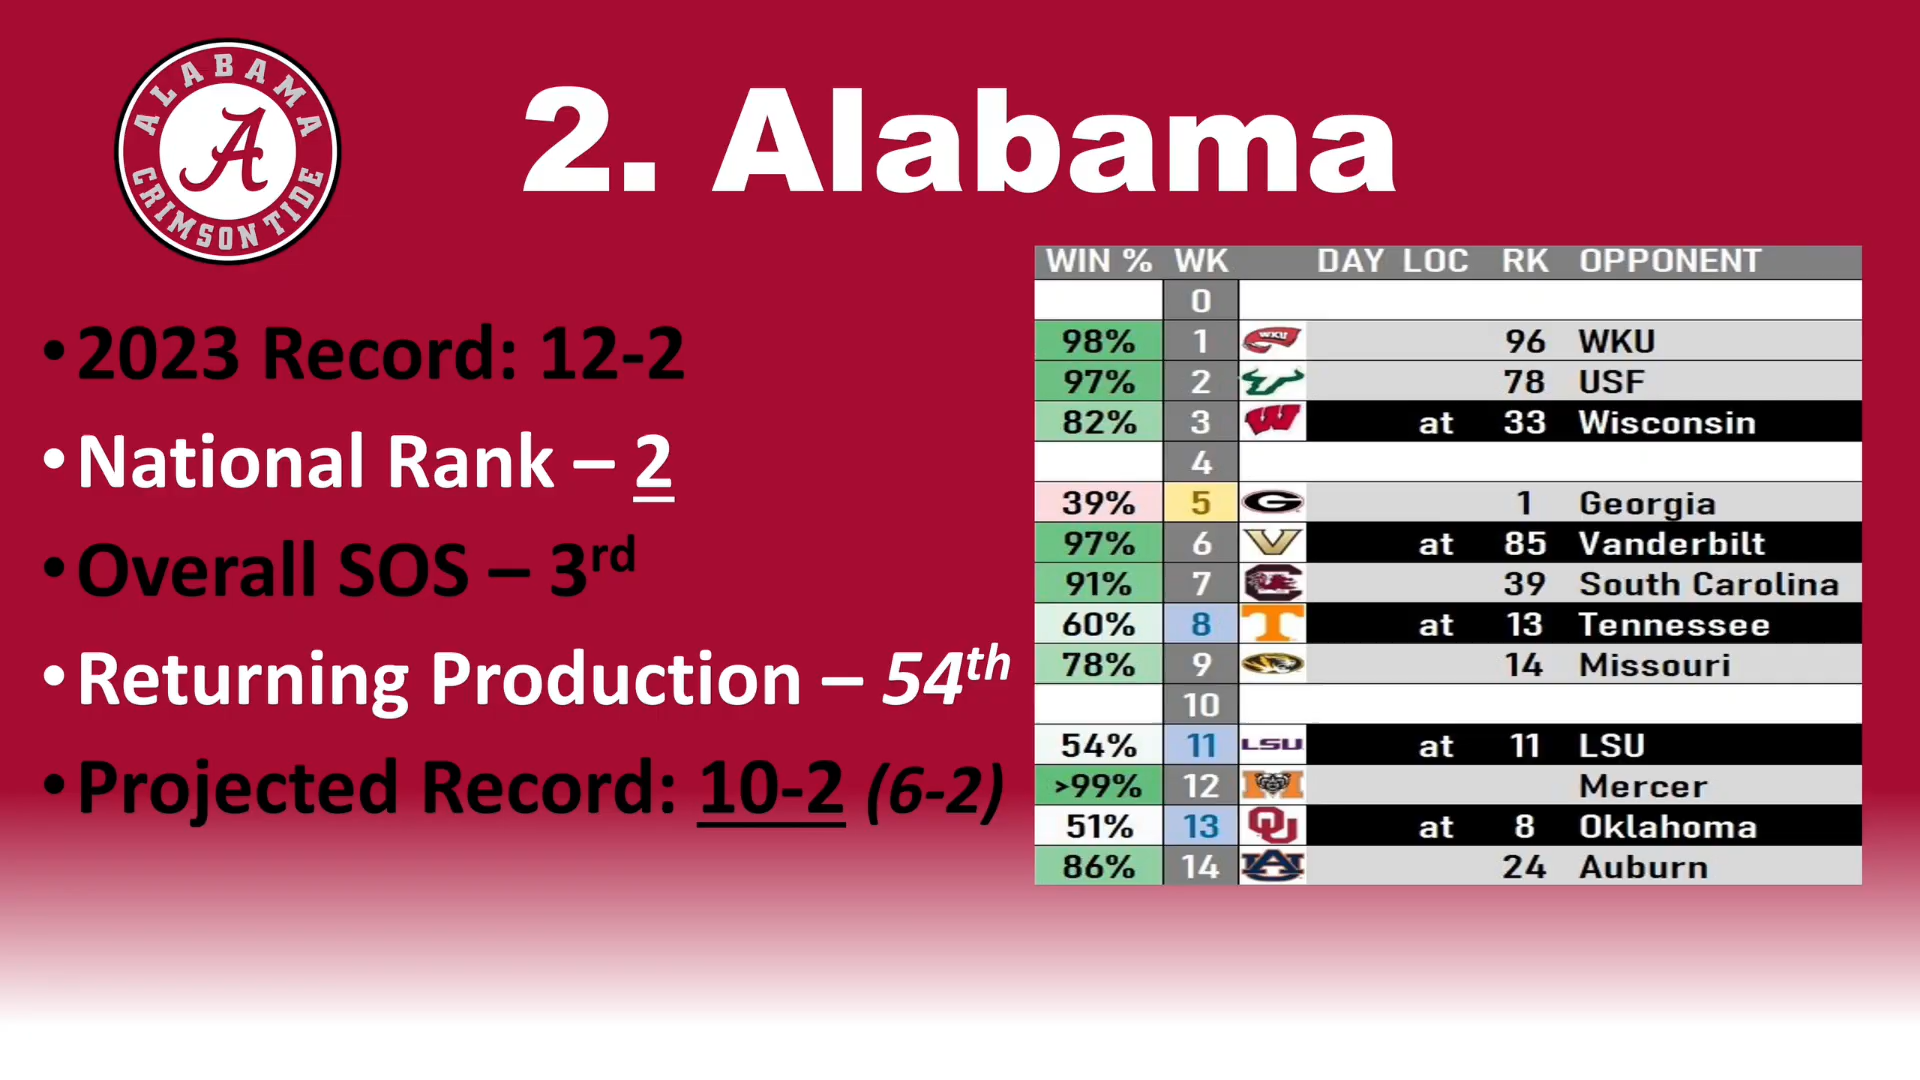 ALABAMA
A
CRIMSON TIDE
2. Alabama
•2023 Record: 12-2
•National Rank – 2
•Overall SOS – 3rd
•Returning Production – 54th
•Projected Record: 10-2 (6-2)
WIN % WK DAY LOC RK OPPONENT
0
98% 1 WKU 96 WKU
97% 2 78 USF
82% 3 W at 33 Wisconsin
4
39% 5 G 1 Georgia
97% 6 V at 85 Vanderbilt
91% 7 C 39 South Carolina
60% 8 T at 13 Tennessee
78% 9 14 Missouri
10
54% 11 LSU at 11 LSU
>99% 12 M Mercer
51% 13 OU at 8 Oklahoma
86% 14 AU 24 Auburn